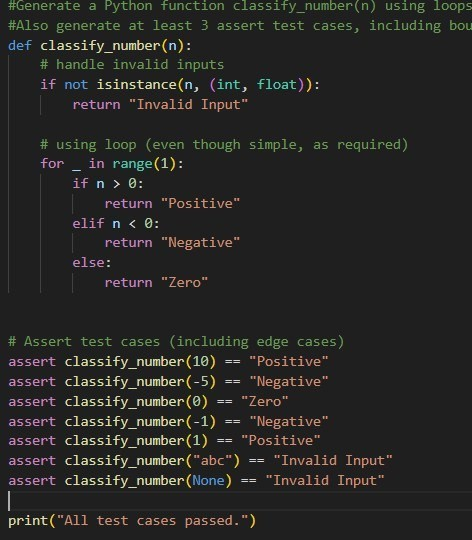 #Generate a Python function classify_number(n) using loops
#Also generate at least 3 assert test cases, including
def classify_number(n):
    # handle invalid inputs
    if not isinstance(n, (int, float)):
        return "Invalid Input"
    # using loop (even though simple, as required)
    for _ in range(1):
        if n > 0:
            return "Positive"
        elif n < 0:
            return "Negative"
        else:
            return "Zero"
# Assert test cases (including edge cases)
assert classify_number(10) == "Positive"
assert classify_number(-5) == "Negative"
assert classify_number(0) == "Zero"
assert classify_number(-1) == "Negative"
assert classify_number(1) == "Positive"
assert classify_number("abc") == "Invalid Input"
assert classify_number(None) == "Invalid Input"
print("All test cases passed.")